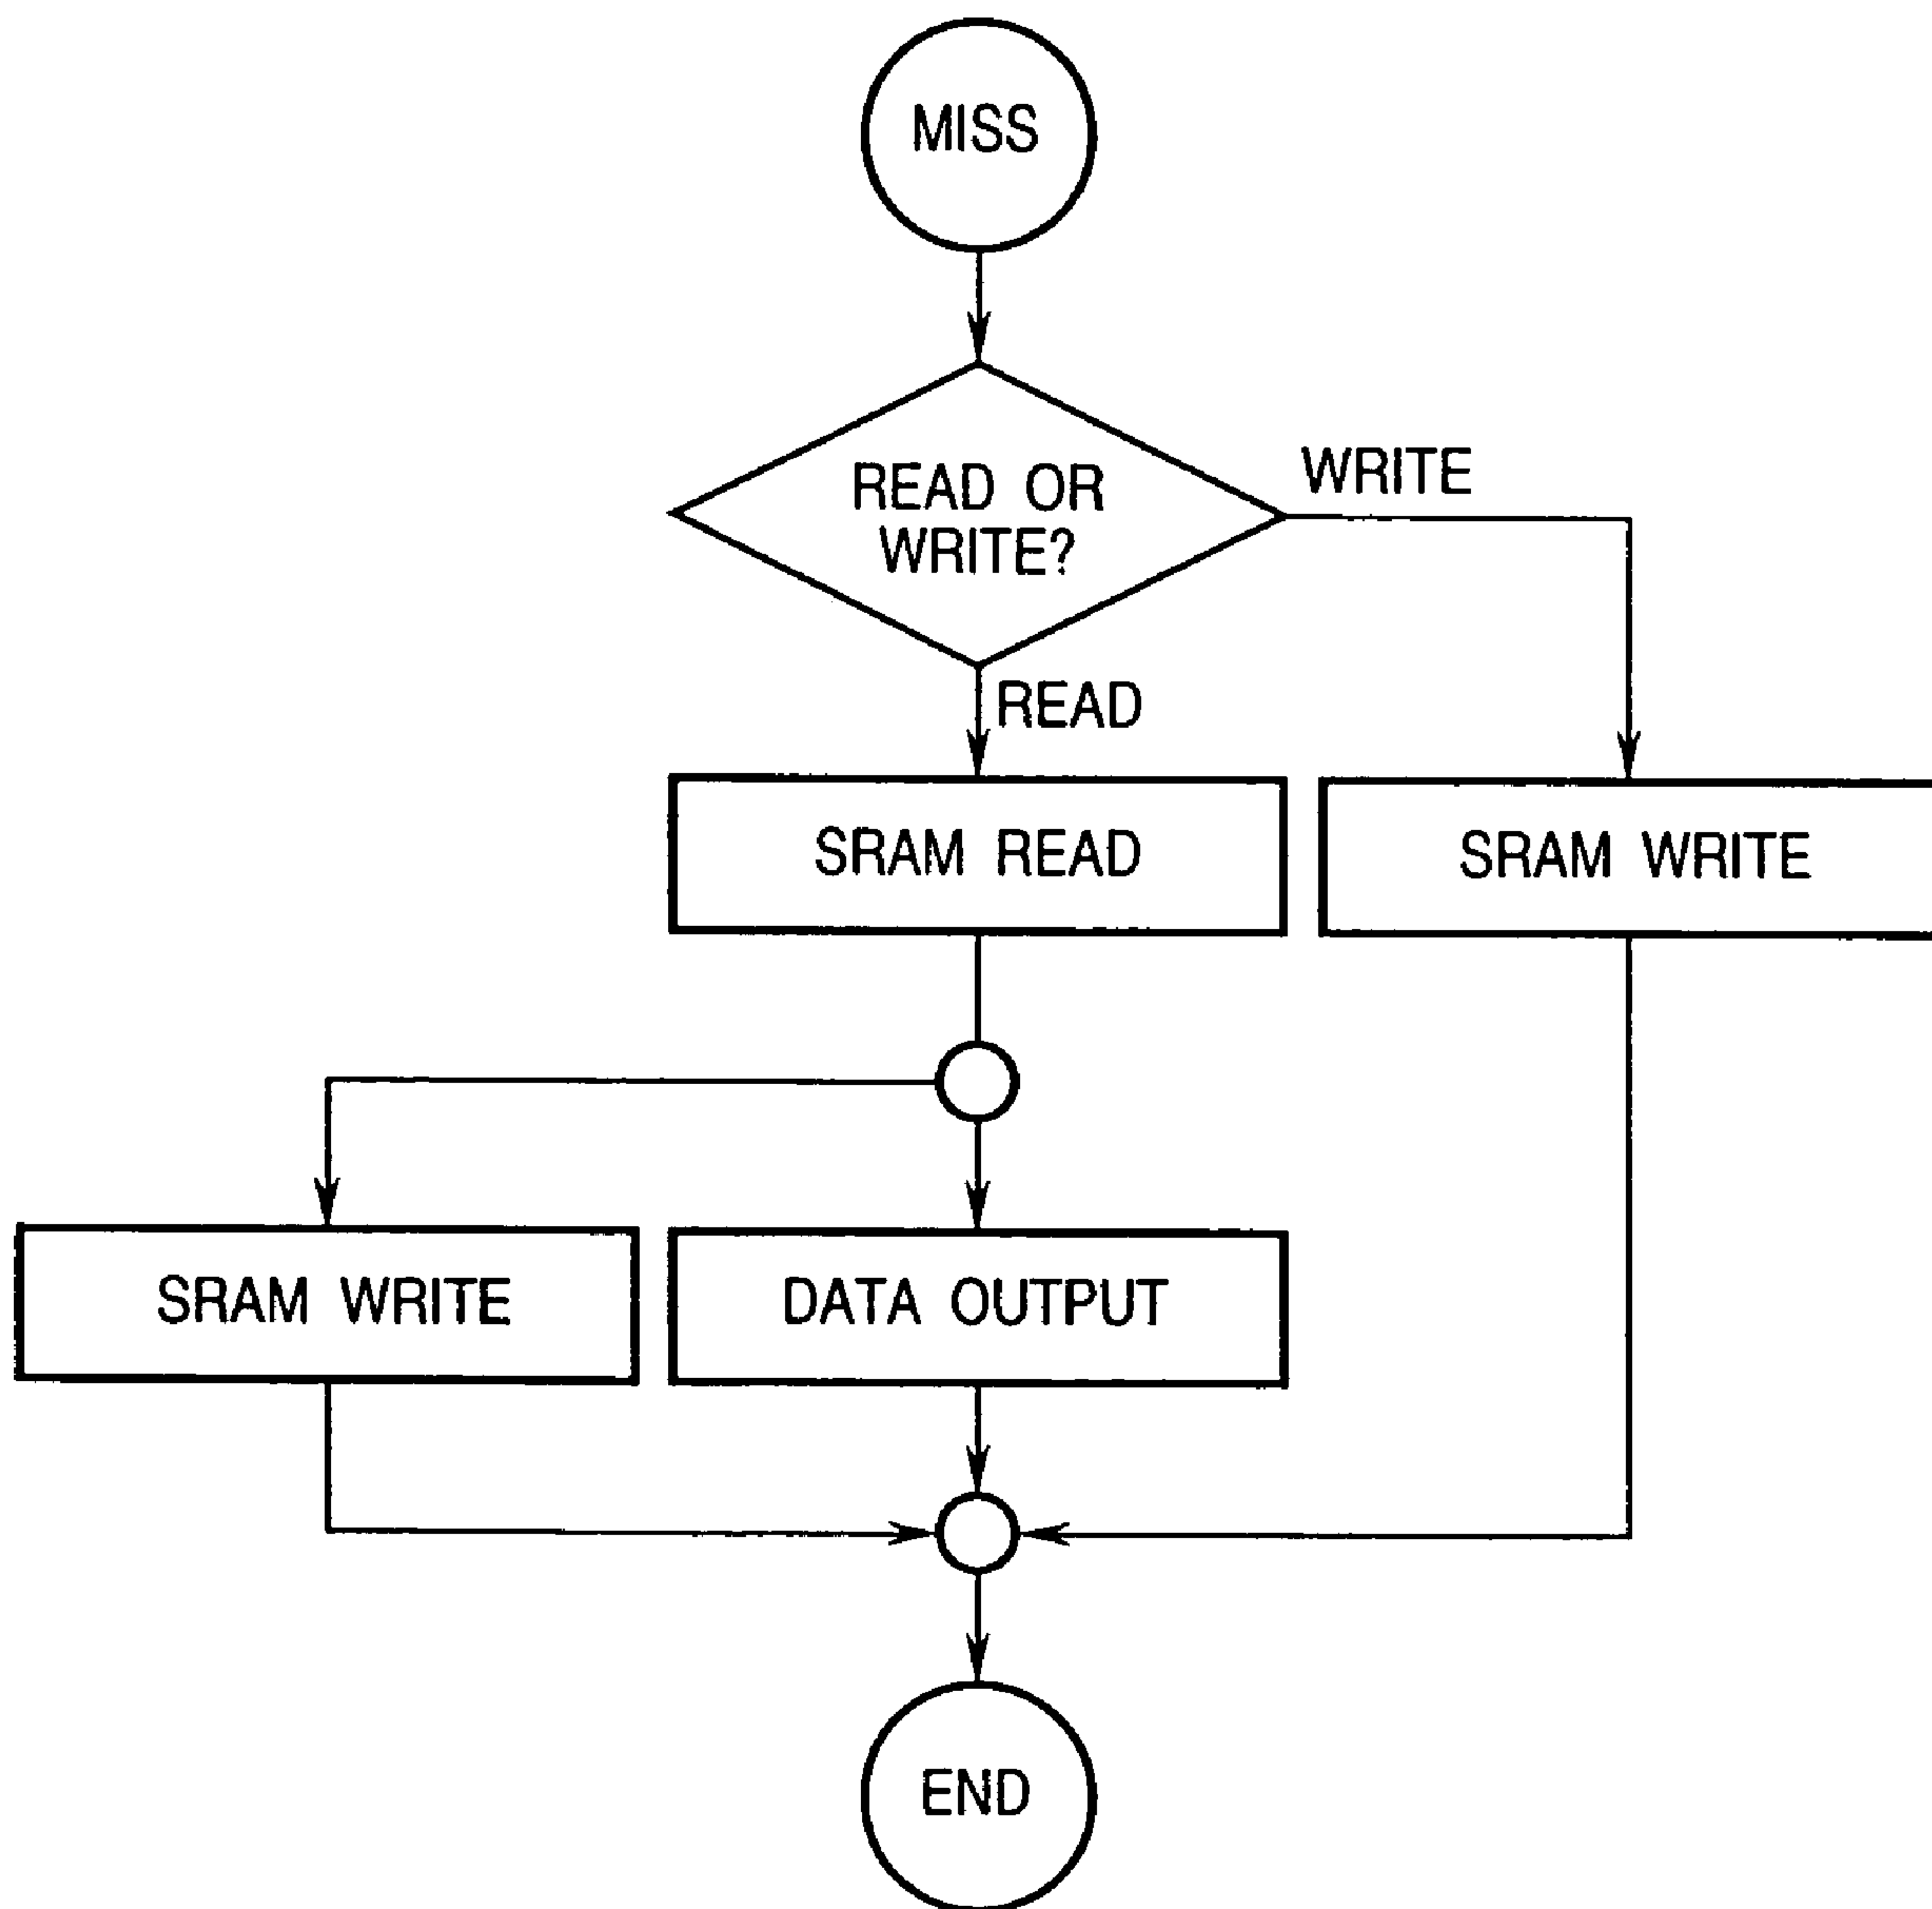 MISS
READ OR
WRITE?
WRITE
READ
SRAM READ
SRAM WRITE
SRAM WRITE
DATA OUTPUT
END